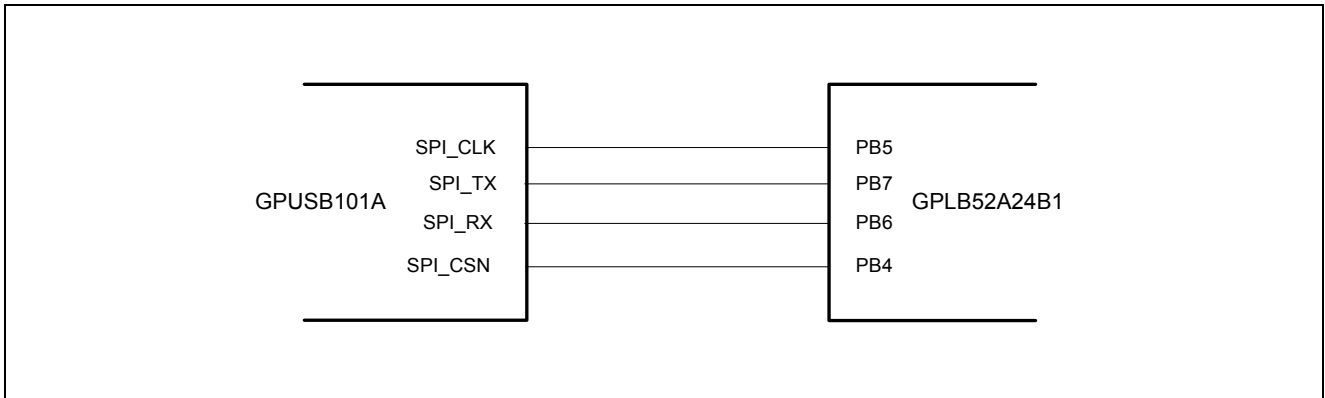 SPI_CLK PB5
SPI_TX PB7
GPUSB101A GPLB52A24B1
SPI_RX PB6
SPI_CSN PB4